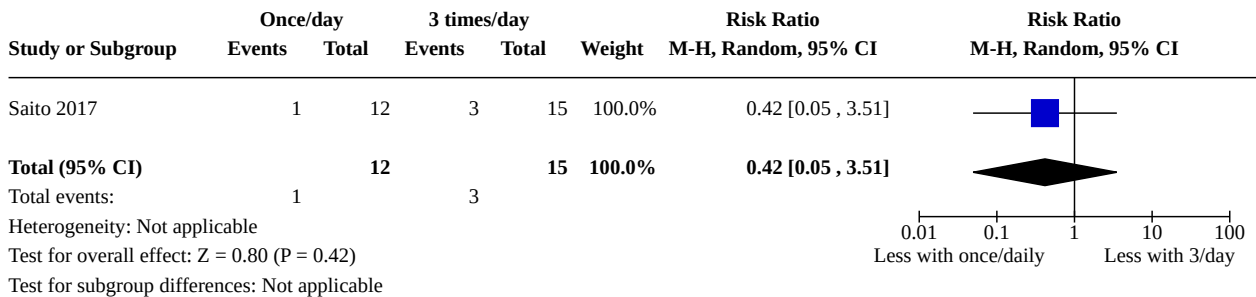 Once/day 3 times/day Risk Ratio Risk Ratio
Study or Subgroup Events Total Events Total Weight M-H, Random, 95% CI M-H, Random, 95% CI
Saito 2017 1 12 3 15 100.0% 0.42 [0.05 , 3.51]
Total (95% CI) 12 15 100.0% 0.42 [0.05 , 3.51]
Total events: 1 3
Heterogeneity: Not applicable
Test for overall effect: Z = 0.80 (P = 0.42)
Test for subgroup differences: Not applicable
0.01 0.1 1 10 100
Less with once/daily Less with 3/day